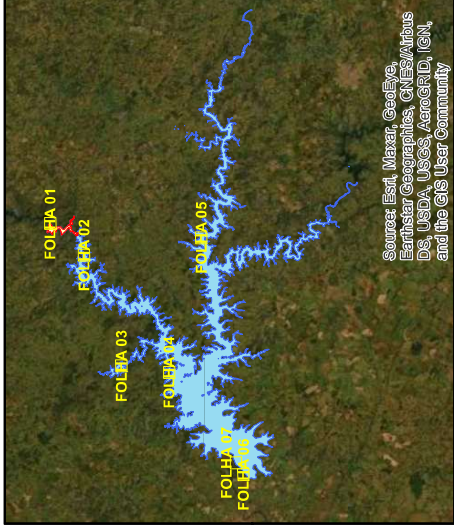 FOLHA 01
FOLHA 02
FOLHA 03
FOLHA 04
FOLHA 05
FOLHA 07
FOLHA 06
Source: Esri, Maxar, GeoEye,
Earthstar Geographics, CNES/Airbus
DS, USDA, USGS, AeroGRID, IGN,
and the GIS User Community